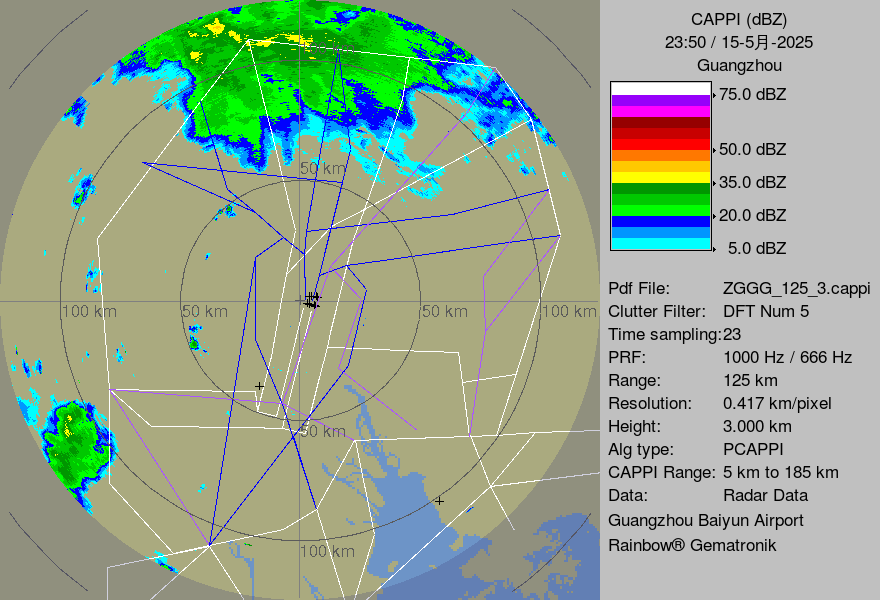 CAPPI (dBZ)
23:50 / 15-5月-2025
Guangzhou
75.0 dBZ
50.0 dBZ
35.0 dBZ
20.0 dBZ
5.0 dBZ
Pdf File: ZGGG_125_3.cappi
Clutter Filter: DFT Num 5
Time sampling:23
PRF: 1000 Hz / 666 Hz
Range: 125 km
Resolution: 0.417 km/pixel
Height: 3.000 km
Alg type: PCAPPI
CAPPI Range: 5 km to 185 km
Data: Radar Data
Guangzhou Baiyun Airport
Rainbow® Gematronik
50 km
100 km
50 km
50 km
100 km
50 km
100 km